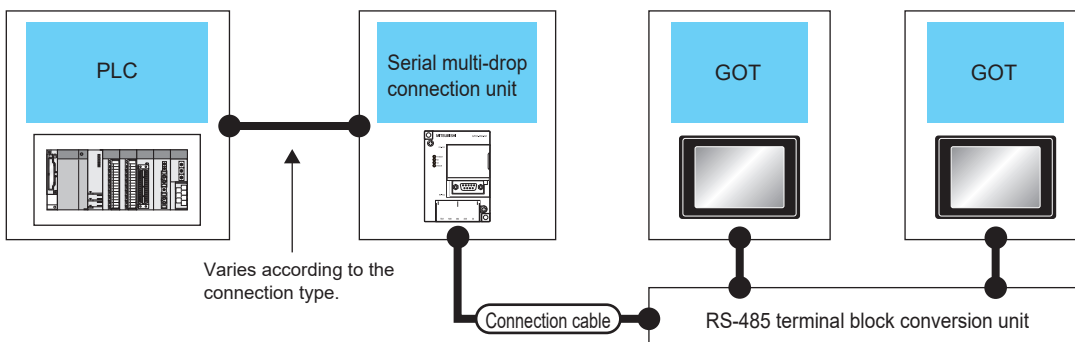 PLC
Serial multi-drop
connection unit
GOT
GOT
MITSUBISHI
Varies according to the
connection type.
Connection cable
RS-485 terminal block conversion unit